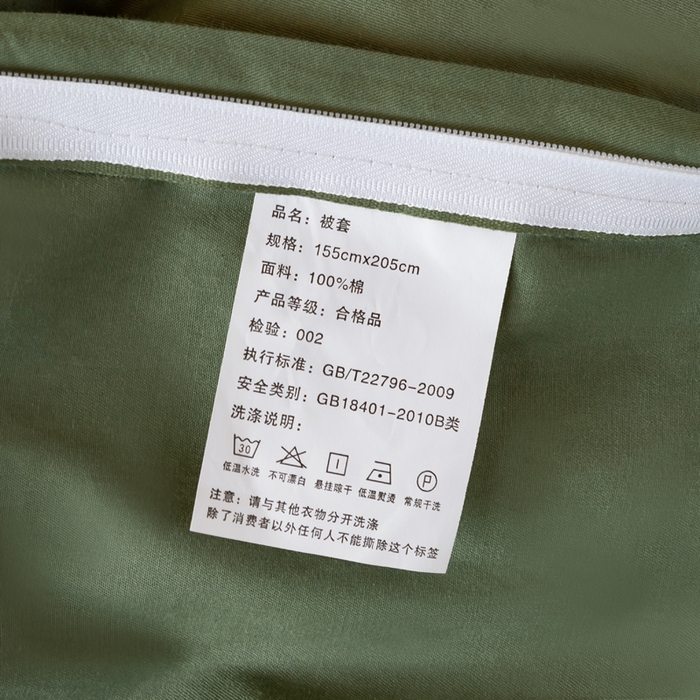 品名：被套
规格：155cmx205cm
面料：100%棉
产品等级：合格品
检验：002
执行标准：GB/T22796-2009
安全类别：GB18401-2010B类
洗涤说明：
30 P
低温水洗 不可漂白 悬挂晾干 低温熨烫 常规干洗
注意：请与其他衣物分开洗涤
除了消费者以外任何人不能撕除这个标签